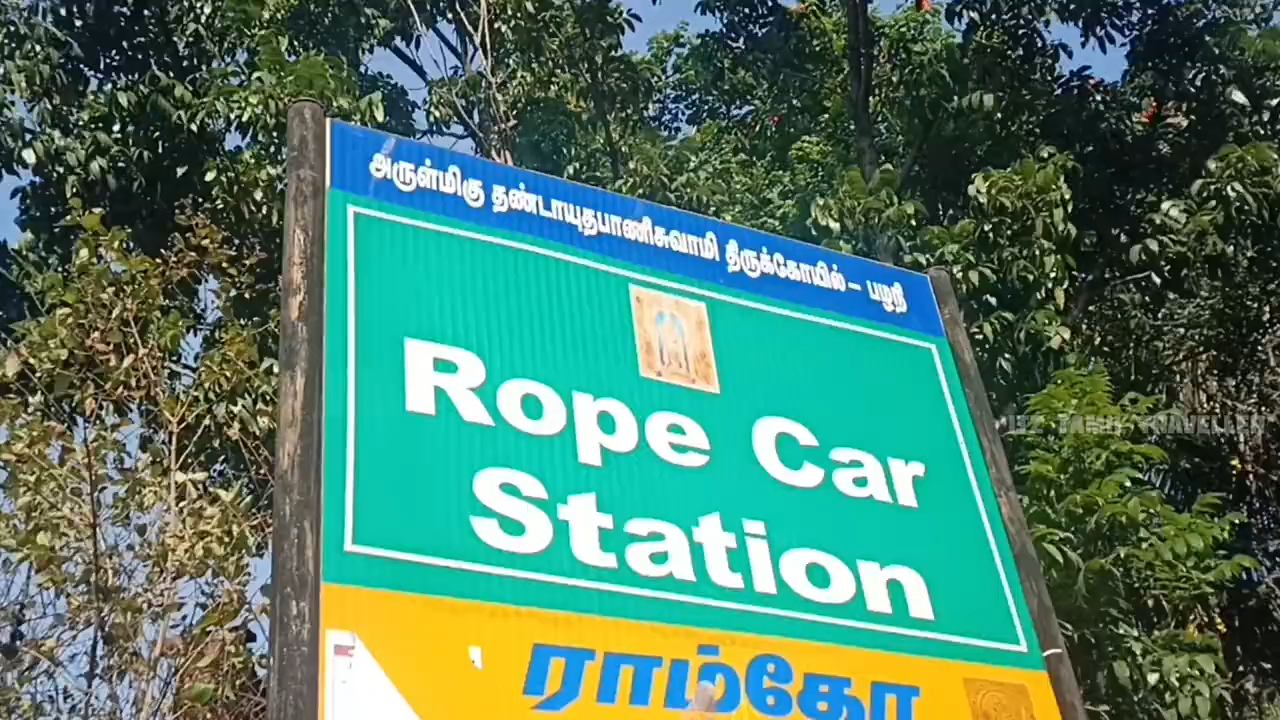 அருள்மிகு தண்டாயுதபாணிசுவாமி திருக்கோயில் – பழநி
Rope Car
Station
ராம்கோ